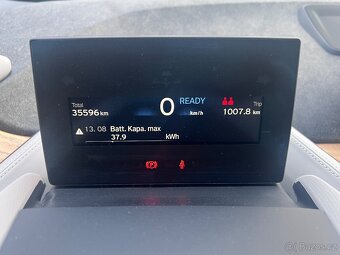 Total
35596 km
0 km/h
READY
Trip
1007.8 km
13. 08 Batt. Kapa. max
37.9 kWh